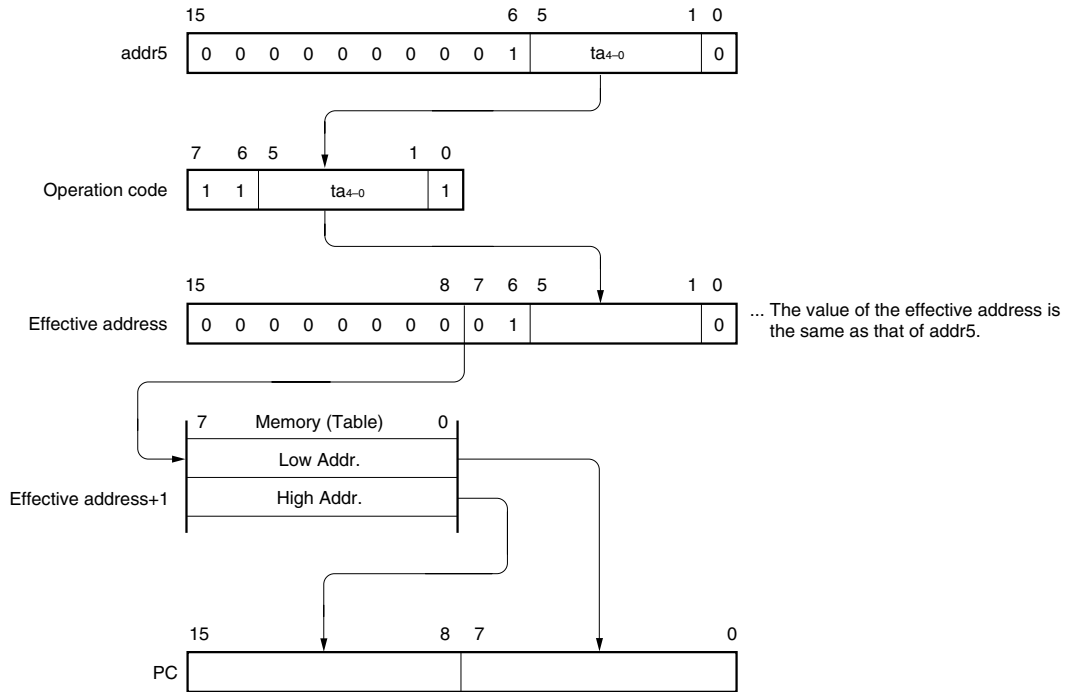 15 6 5 1 0
addr5 0 0 0 0 0 0 0 0 0 1 ta4–0 0
7 6 5 1 0
Operation code 1 1 ta4–0 1
15 8 7 6 5 1 0
Effective address 0 0 0 0 0 0 0 0 0 1 0 ... The value of the effective address is
the same as that of addr5.
7 Memory (Table) 0
Low Addr.
Effective address+1 High Addr.
15 8 7 0
PC